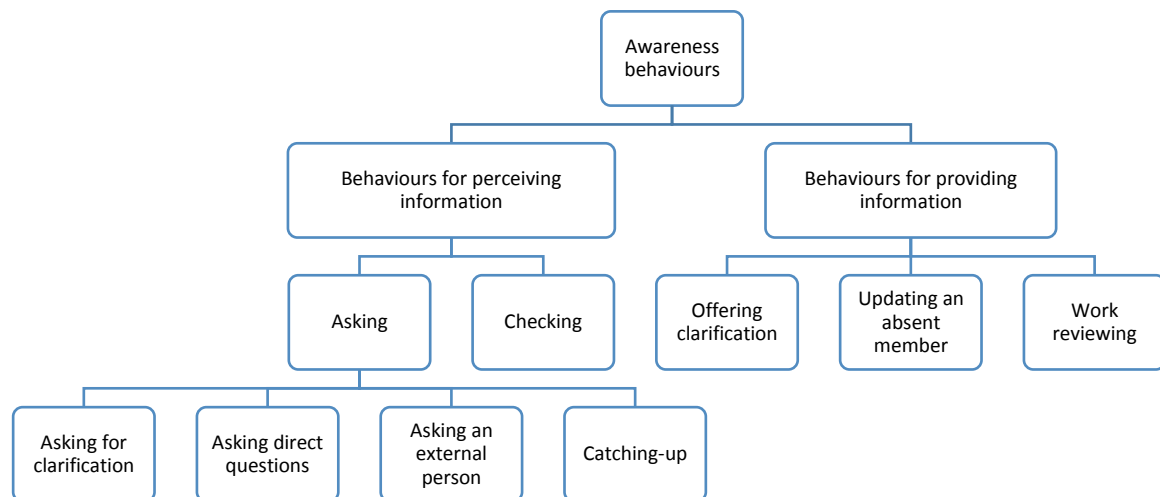 Awareness
behaviours
Behaviours for perceiving
information
Behaviours for providing
information
Asking
Checking
Offering
clarification
Updating an
absent
member
Work
reviewing
Asking for
clarification
Asking direct
questions
Asking an
external
person
Catching-up